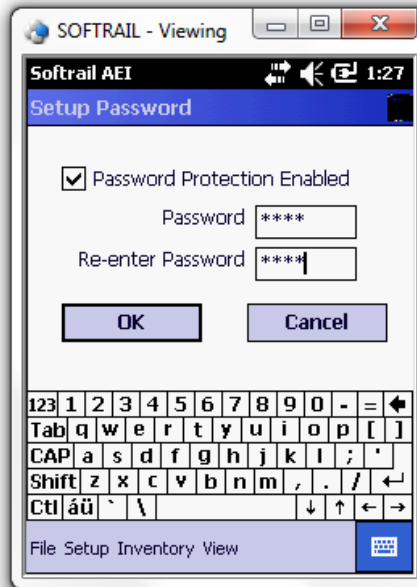 SOFTRAIL - Viewing
Softrail AEI 1:27
Setup Password
Password Protection Enabled
Password ****
Re-enter Password ****
OK Cancel
123 1 2 3 4 5 6 7 8 9 0 - = ←
Tab q w e r t y u i o p [ ]
CAP a s d f g h j k l ; '
Shift z x c v b n m , . / ↵
Ctl áü ` \ ↓ ↑ ← →
File Setup Inventory View